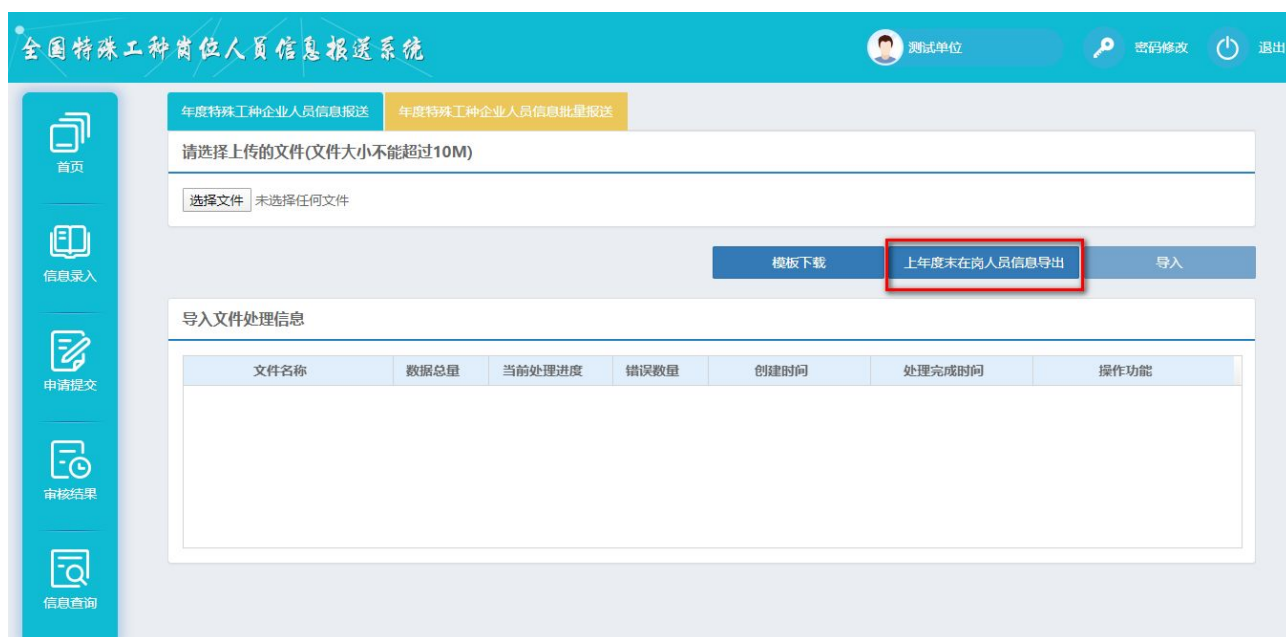 全国特殊工种岗位人员信息报送系统
测试单位
密码修改
退出
首页
信息录入
申请提交
审核结果
信息查询
年度特殊工种企业人员信息报送
年度特殊工种企业人员信息批量报送
请选择上传的文件(文件大小不能超过10M)
选择文件 未选择任何文件
模板下载
上年度末在岗人员信息导出
导入
导入文件处理信息
文件名称 数据总量 当前处理进度 错误数量 创建时间 处理完成时间 操作功能